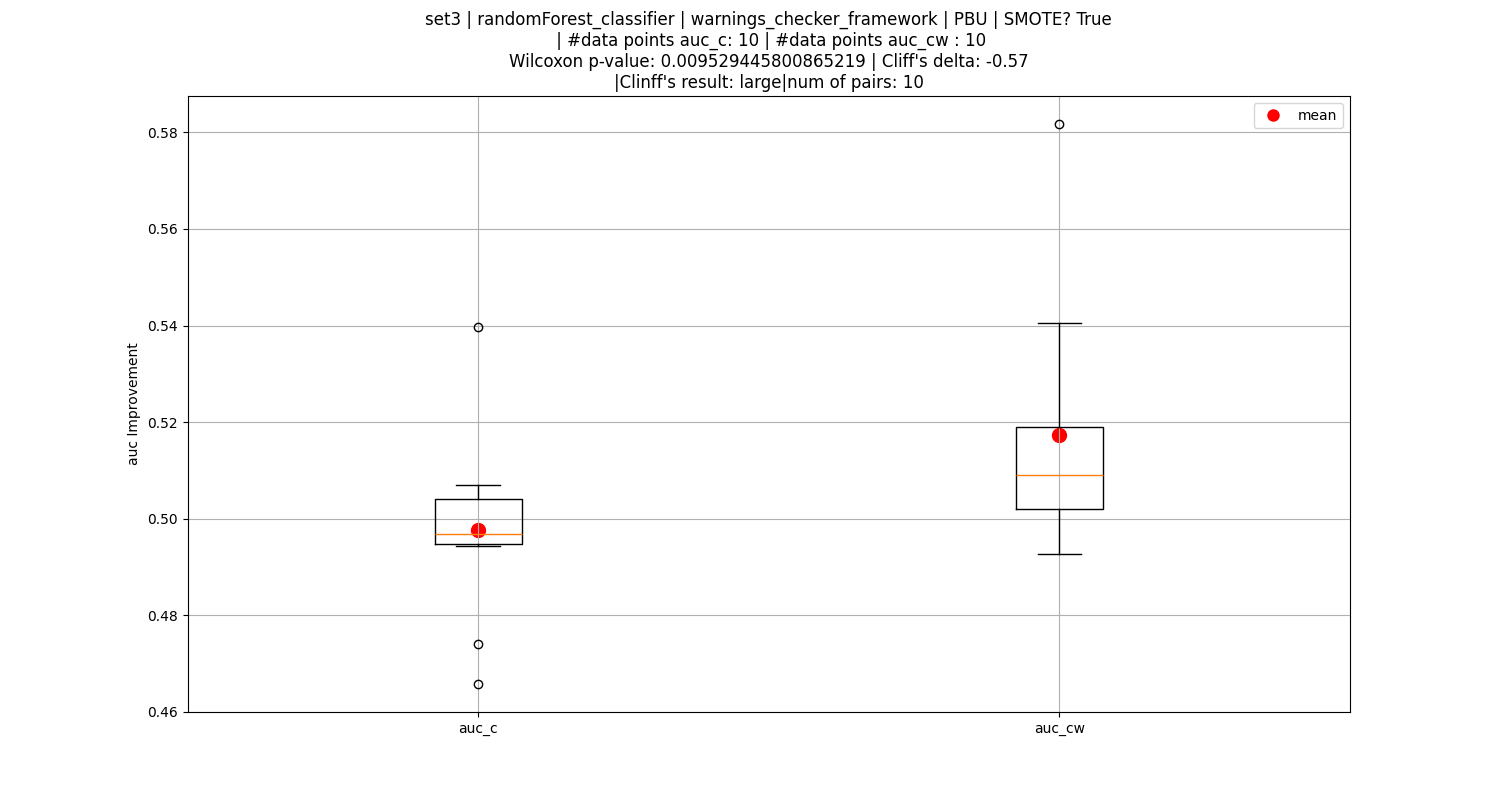 set3 | randomForest_classifier | warnings_checker_framework | PBU | SMOTE? True
| #data points auc_c: 10 | #data points auc_cw : 10
Wilcoxon p-value: 0.009529445800865219 | Cliff's delta: -0.57
|Clinff's result: large|num of pairs: 10
mean
0.58
0.56
0.54
0.52
0.50
0.48
0.46
auc Improvement
auc_c
auc_cw